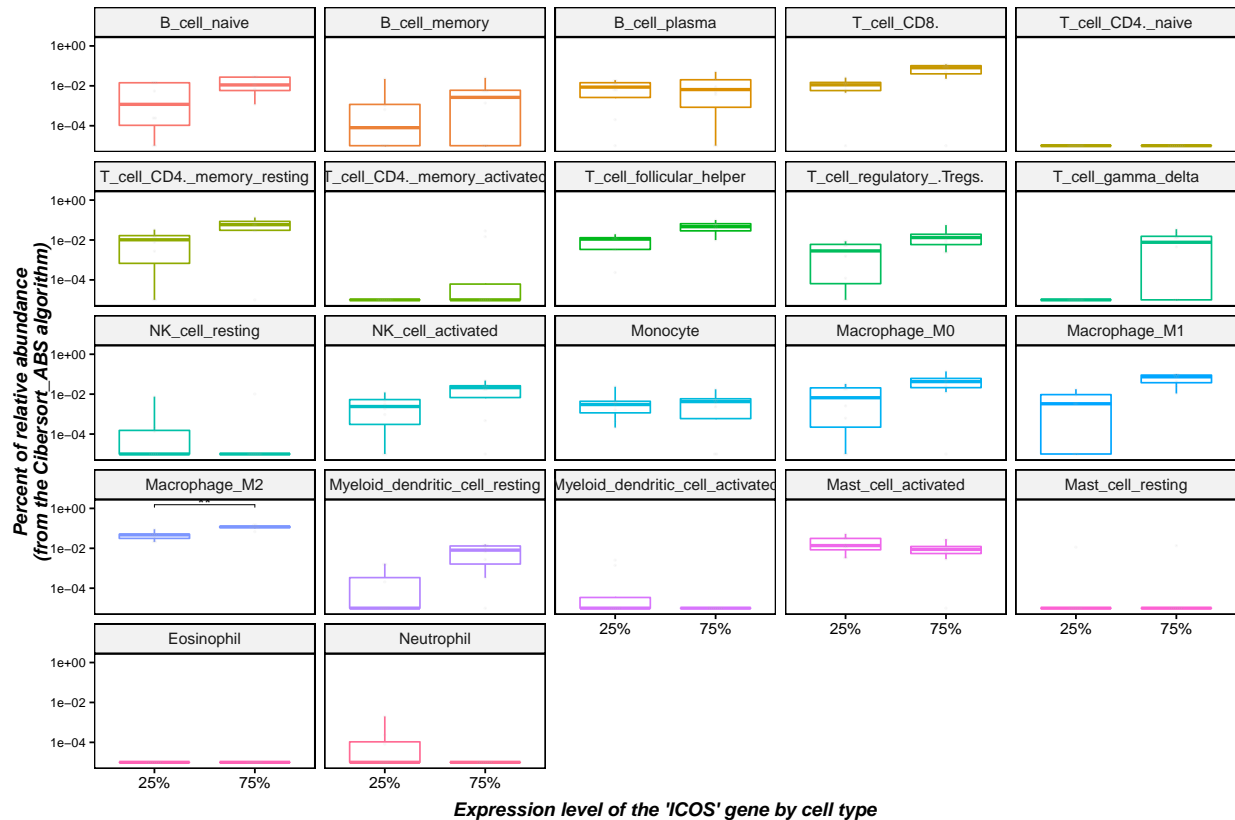 B_cell_naive B_cell_memory B_cell_plasma T_cell_CD8. T_cell_CD4._naive
1e+00
1e-02
1e-04
T_cell_CD4._memory_resting T_cell_CD4._memory_activated T_cell_follicular_helper T_cell_regulatory_.Tregs. T_cell_gamma_delta
1e+00
1e-02
1e-04
NK_cell_resting NK_cell_activated Monocyte Macrophage_M0 Macrophage_M1
1e+00
1e-02
1e-04
Macrophage_M2 Myeloid_dendritic_cell_resting Myeloid_dendritic_cell_activated Mast_cell_activated Mast_cell_resting
**
1e+00
1e-02
1e-04
25% 75% 25% 75% 25% 75%
Eosinophil Neutrophil
1e+00
1e-02
1e-04
25% 75% 25% 75%
Percent of relative abundance
(from the Cibersort_ABS algorithm)
Expression level of the 'ICOS' gene by cell type